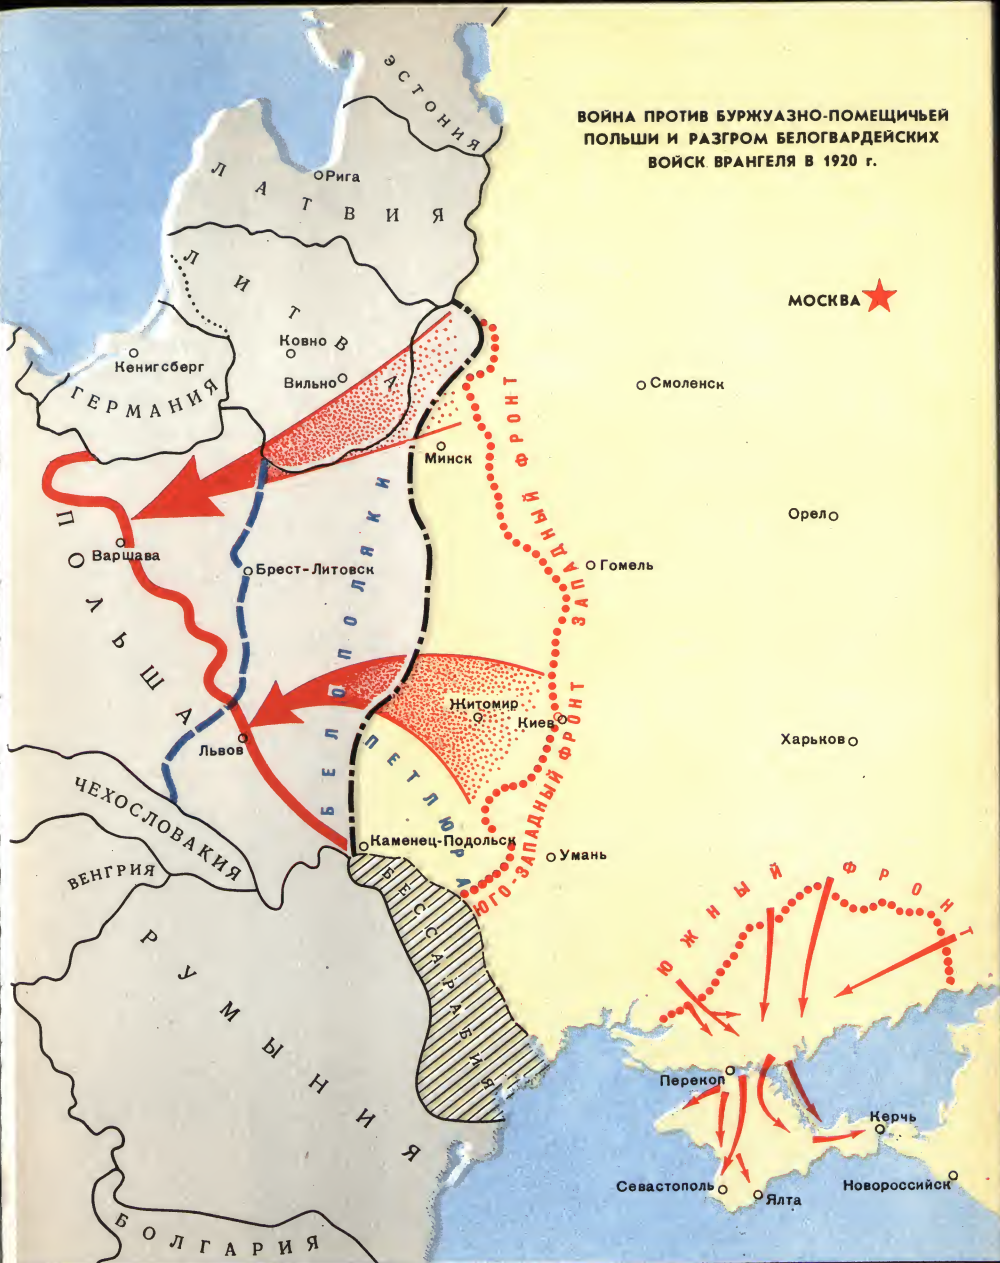 ВОЙНА ПРОТИВ БУРЖУАЗНО-ПОМЕЩИЧЬЕЙ
ПОЛЬШИ И РАЗГРОМ БЕЛОГВАРДЕЙСКИХ
ВОЙСК ВРАНГЕЛЯ В 1920 г.
ЭСТОНИЯ
ЛАТВИЯ
Рига
ЛИТВА
МОСКВА
Ковно
Кенигсберг
Вильно
ГЕРМАНИЯ
Смоленск
Минск
ЗАПАДНЫЙ ФРОНТ
ПОЛЬША
Варшава
Орел
Брест-Литовск
Гомель
БЕЛОПОЛЯКИ
Житомир
Киев
Львов
Харьков
ПЕТЛЮРА
ЮГО-ЗАПАДНЫЙ ФРОНТ
ЧЕХОСЛОВАКИЯ
Каменец-Подольск
Умань
ВЕНГРИЯ
БЕССАРАБИЯ
ЮЖНЫЙ ФРОНТ
РУМЫНИЯ
Перекоп
Керчь
Севастополь
Ялта
Новороссийск
БОЛГАРИЯ